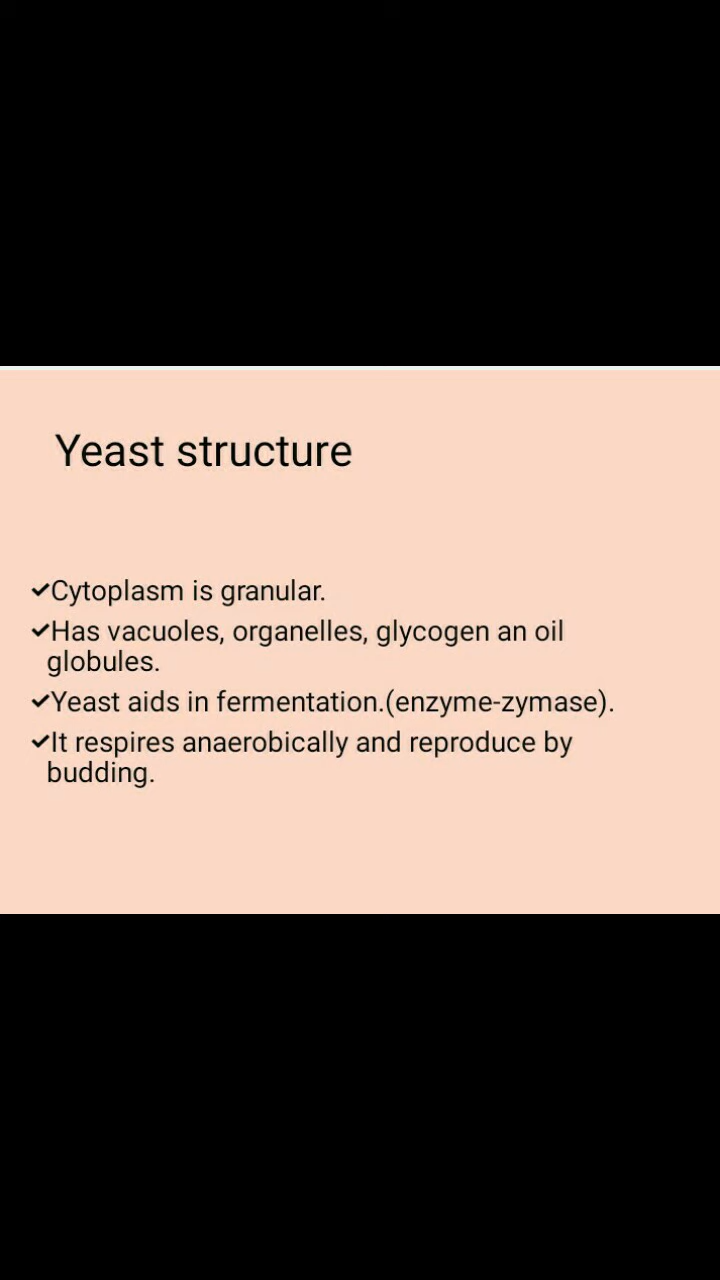 Yeast structure
✔Cytoplasm is granular.
✔Has vacuoles, organelles, glycogen an oil
globules.
✔Yeast aids in fermentation.(enzyme-zymase).
✔It respires anaerobically and reproduce by
budding.